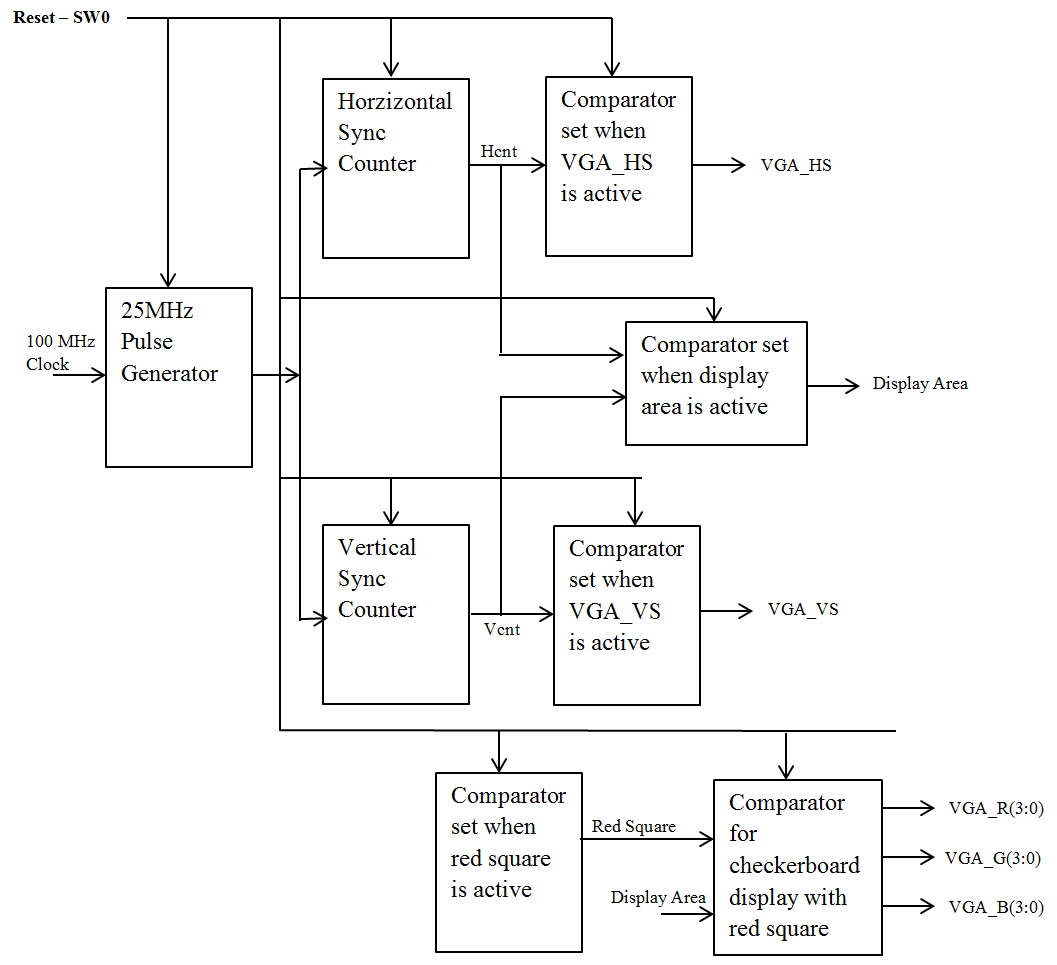 Reset – SW0
Horzizontal
Sync
Counter
Comparator
set when
VGA_HS
is active
Hcnt
VGA_HS
25MHz
Pulse
Generator
100 MHz
Clock
Comparator set
when display
area is active
Display Area
Vertical
Sync
Counter
Comparator
set when
VGA_VS
is active
Vcnt
VGA_VS
Comparator
set when
red square
is active
Red Square
Display Area
Comparator
for
checkerboard
display with
red square
VGA_R(3:0)
VGA_G(3:0)
VGA_B(3:0)